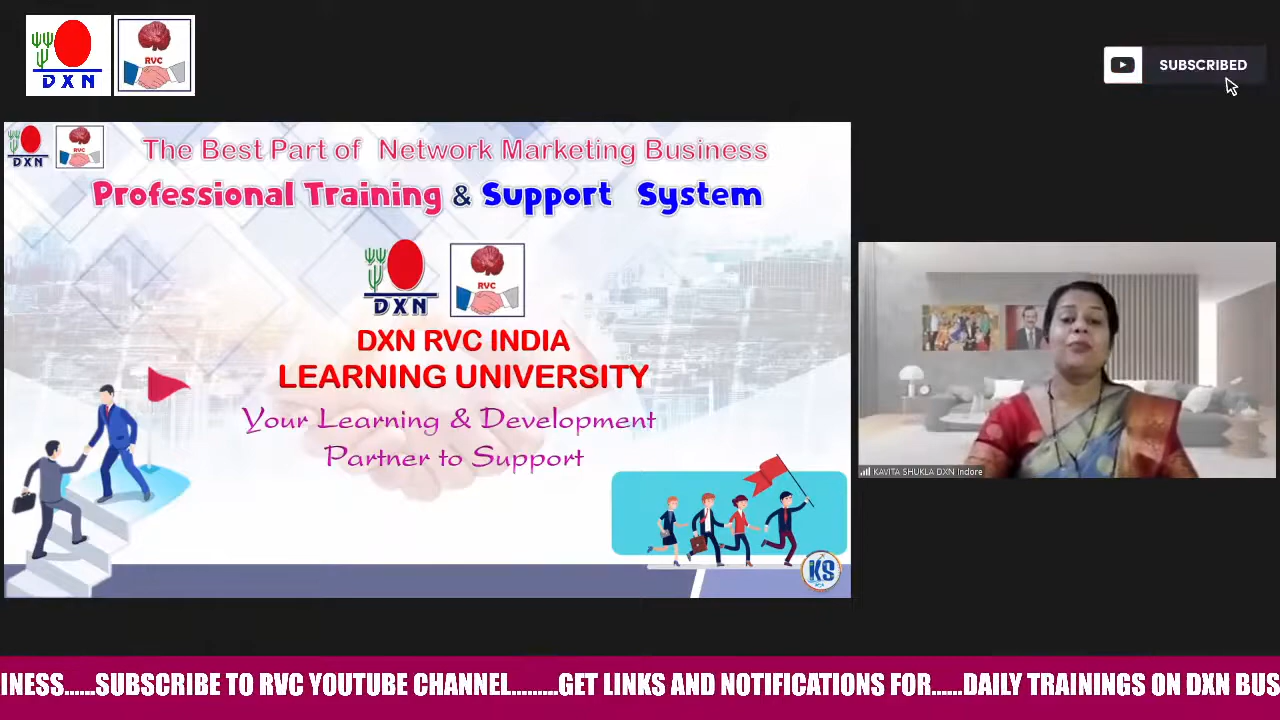 DXN
RVC
SUBSCRIBED
DXN
RVC
The Best Part of Network Marketing Business
Professional Training & Support System
DXN
RVC
DXN RVC INDIA
LEARNING UNIVERSITY
Your Learning & Development
Partner to Support
KS
KAVITA SHUKLA DXN Indore
INESS......SUBSCRIBE TO RVC YOUTUBE CHANNEL.........GET LINKS AND NOTIFICATIONS FOR......DAILY TRAININGS ON DXN BUS